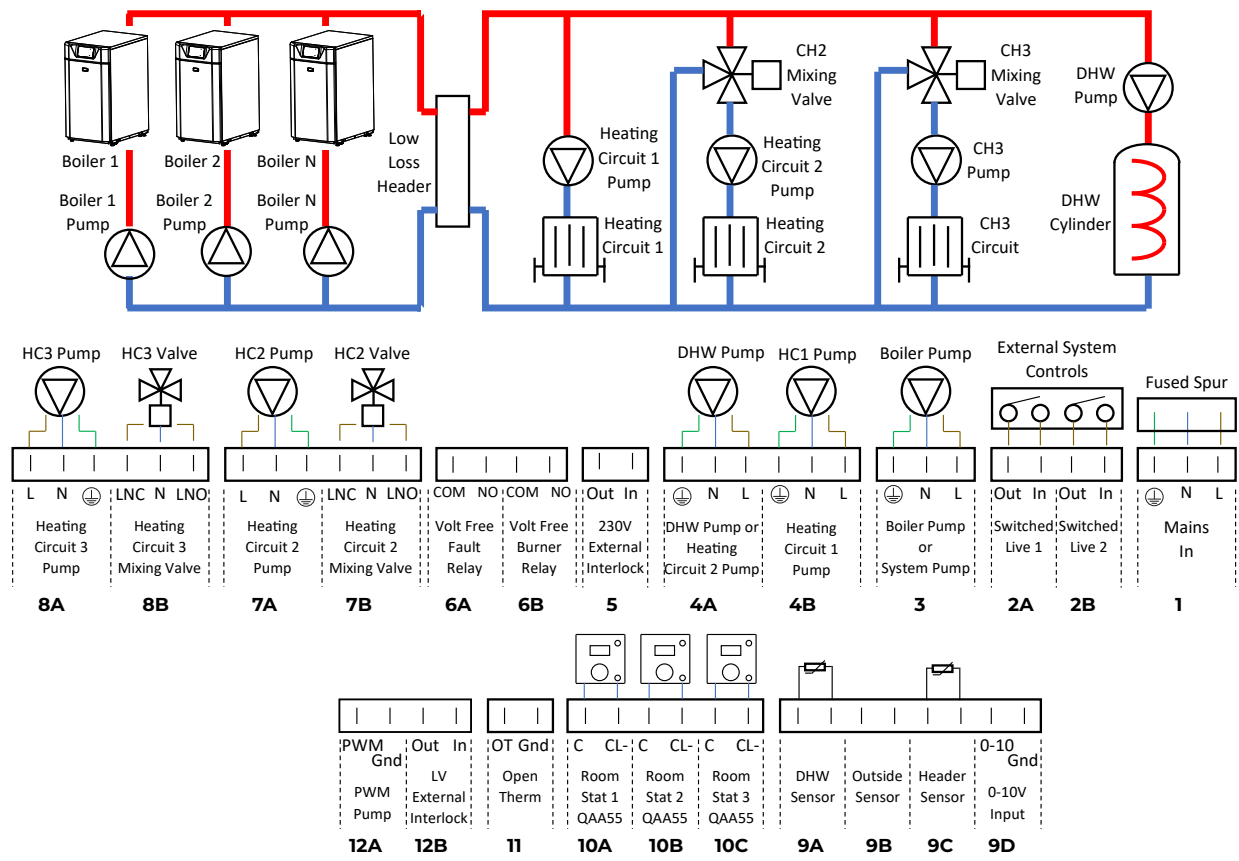 Boiler 1
Boiler 2
Boiler N
Boiler 1
Pump
Boiler 2
Pump
Boiler N
Pump
Low
Loss
Header
Heating
Circuit 1
Pump
Heating
Circuit 1
CH2
Mixing
Valve
Heating
Circuit 2
Pump
Heating
Circuit 2
CH3
Mixing
Valve
CH3
Pump
CH3
Circuit
DHW
Pump
DHW
Cylinder
HC3 Pump
HC3 Valve
HC2 Pump
HC2 Valve
DHW Pump
HC1 Pump
Boiler Pump
External System
Controls
Fused Spur
L N
LNC N LNO
L N
LNC N LNO
COM NO
COM NO
Out In
N L
N L
N L
Out In
Out In
N L
Heating
Circuit 3
Pump
Heating
Circuit 3
Mixing Valve
Heating
Circuit 2
Pump
Heating
Circuit 2
Mixing Valve
Volt Free
Fault
Relay
Volt Free
Burner
Relay
230V
External
Interlock
DHW Pump or
Heating
Circuit 2 Pump
Heating
Circuit 1
Pump
Boiler Pump
or
System Pump
Switched
Live 1
Switched
Live 2
Mains
In
8A
8B
7A
7B
6A
6B
5
4A
4B
3
2A
2B
1
PWM
Gnd
Out In
OT Gnd
C CL-
C CL-
C CL-
0-10
Gnd
PWM
Pump
LV
External
Interlock
Open
Therm
Room
Stat 1
QAA55
Room
Stat 2
QAA55
Room
Stat 3
QAA55
DHW
Sensor
Outside
Sensor
Header
Sensor
0-10V
Input
12A
12B
11
10A
10B
10C
9A
9B
9C
9D